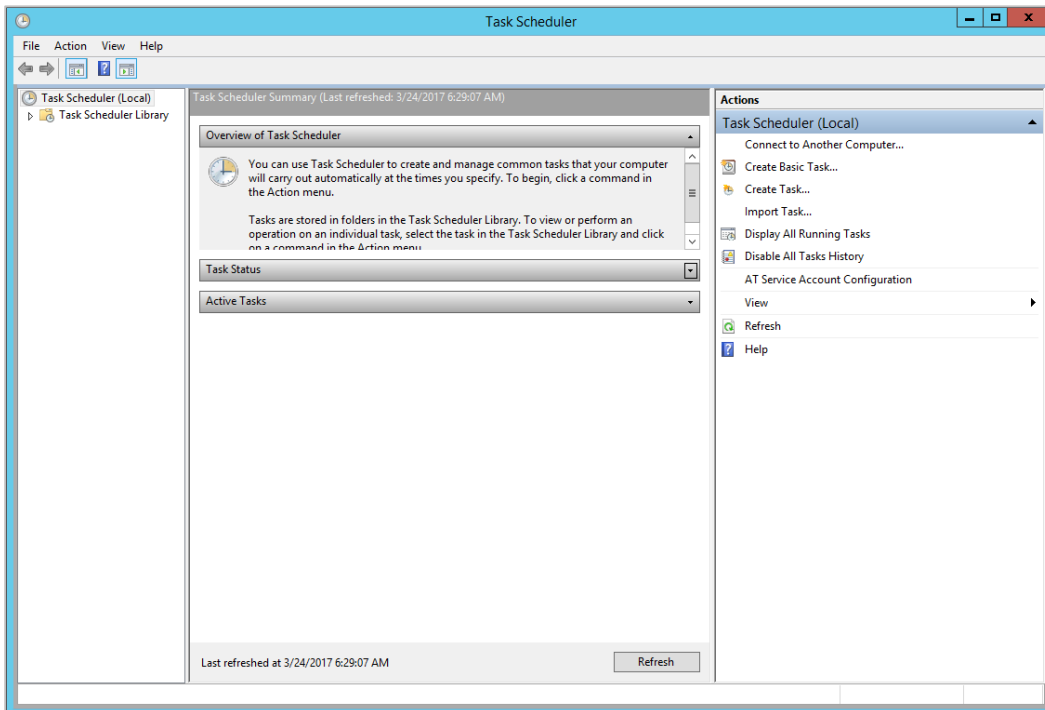 Task Scheduler
File Action View Help
Task Scheduler (Local)
Task Scheduler Library
Task Scheduler Summary (Last refreshed: 3/24/2017 6:29:07 AM)
Overview of Task Scheduler
You can use Task Scheduler to create and manage common tasks that your computer
will carry out automatically at the times you specify. To begin, click a command in
the Action menu.
Tasks are stored in folders in the Task Scheduler Library. To view or perform an
operation on an individual task, select the task in the Task Scheduler Library and click
on a command in the Action menu
Task Status
Active Tasks
Last refreshed at 3/24/2017 6:29:07 AM
Refresh
Actions
Task Scheduler (Local)
Connect to Another Computer...
Create Basic Task...
Create Task...
Import Task...
Display All Running Tasks
Disable All Tasks History
AT Service Account Configuration
View
Refresh
Help